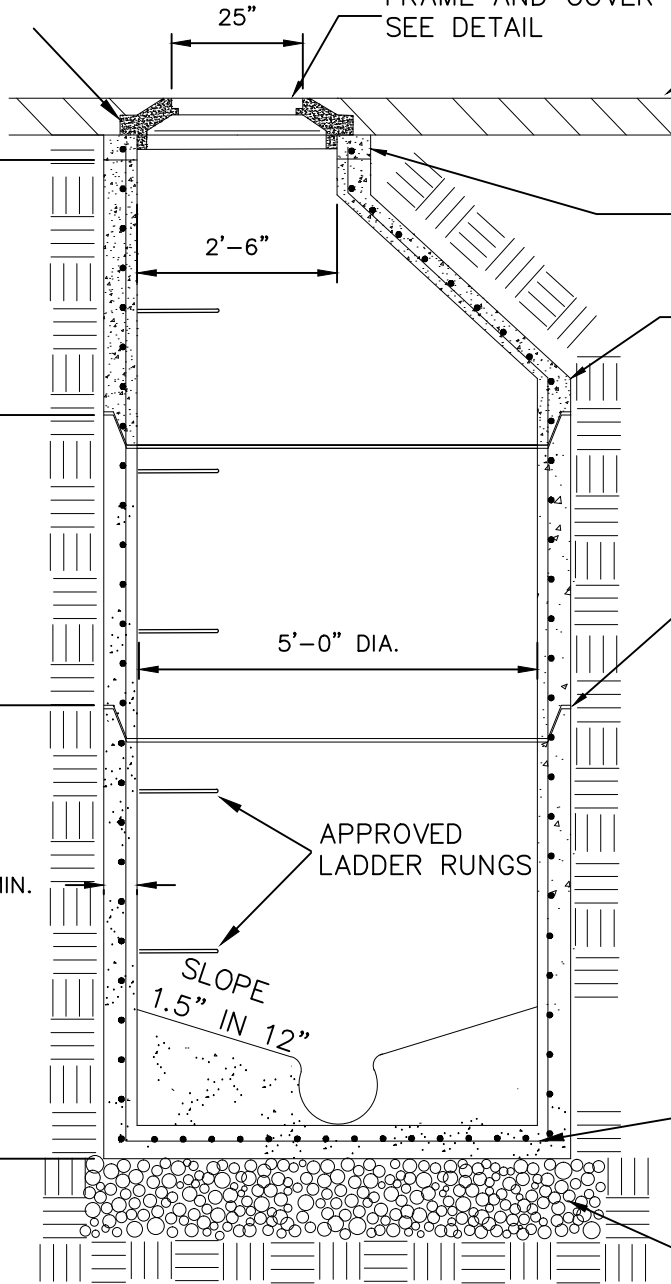 25"
FRAME AND COVER
SEE DETAIL
2'-6"
5'-0" DIA.
APPROVED
LADDER RUNGS
MIN.
SLOPE
1.5" IN 12"